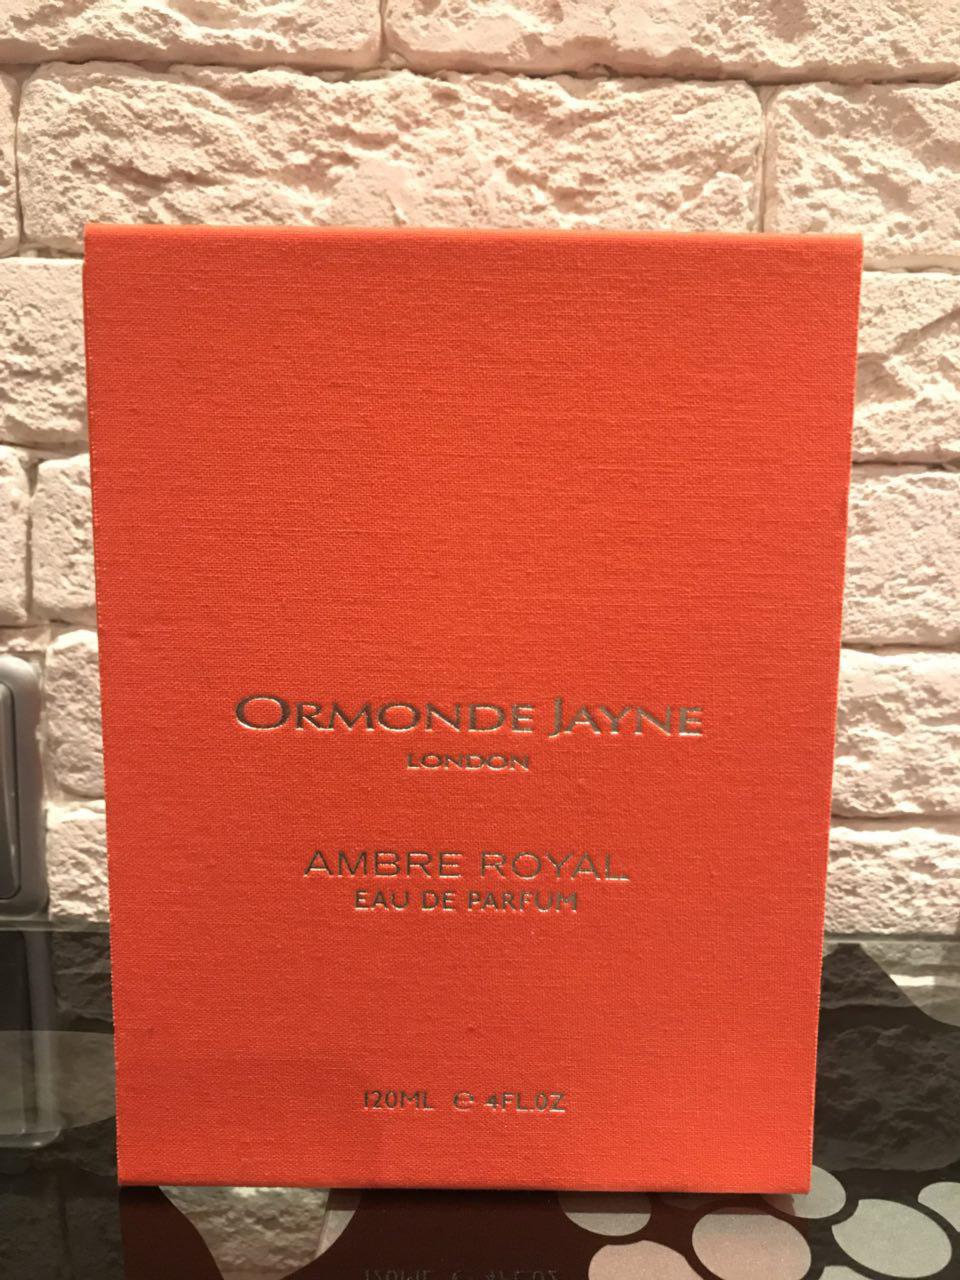 ORMONDE JAYNE
LONDON
AMBRE ROYAL
EAU DE PARFUM
120ML ℮ 4FL.OZ